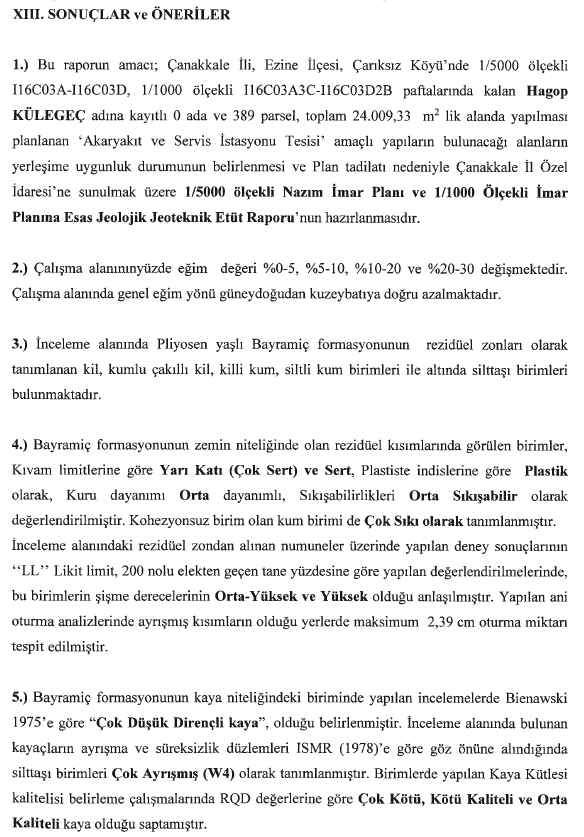 XIII. SONUÇLAR ve ÖNERİLER
1.) Bu raporun amacı; Çanakkale İli, Ezine İlçesi, Çarıksız Köyü’nde 1/5000 ölçekli
I16C03A-I16C03D, 1/1000 ölçekli I16C03A3C-I16C03D2B paftalarında kalan Hagop
KÜLEGEÇ adına kayıtlı 0 ada ve 389 parsel, toplam 24.009,33 m² lik alanda yapılması
planlanan ‘Akaryakıt ve Servis İstasyonu Tesisi’ amaçlı yapıların bulunacağı alanların
yerleşime uygunluk durumunun belirlenmesi ve Plan tadilatı nedeniyle Çanakkale İl Özel
İdaresi’ne sunulmak üzere 1/5000 ölçekli Nazım İmar Planı ve 1/1000 Ölçekli İmar
Planına Esas Jeolojik Jeoteknik Etüt Raporu’nun hazırlanmasıdır.
2.) Çalışma alanınınyüzde eğim değeri %0-5, %5-10, %10-20 ve %20-30 değişmektedir.
Çalışma alanında genel eğim yönü güneydoğudan kuzeybatıya doğru azalmaktadır.
3.) İnceleme alanında Pliyosen yaşlı Bayramiç formasyonunun rezidüel zonları olarak
tanımlanan kil, kumlu çakıllı kil, killi kum, siltli kum birimleri ile altında silttaşı birimleri
bulunmaktadır.
4.) Bayramiç formasyonunun zemin niteliğinde olan rezidüel kısımlarında görülen birimler,
Kıvam limitlerine göre Yarı Katı (Çok Sert) ve Sert, Plastiste indislerine göre Plastik
olarak, Kuru dayanımı Orta dayanımlı, Sıkışabilirlikleri Orta Sıkışabilir olarak
değerlendirilmiştir. Kohezyonsuz birim olan kum birimi de Çok Sıkı olarak tanımlanmıştır.
İnceleme alanındaki rezidüel zondan alınan numuneler üzerinde yapılan deney sonuçlarının
‘‘LL’’ Likit limit, 200 nolu elekten geçen tane yüzdesine göre yapılan değerlendirilmelerinde,
bu birimlerin şişme derecelerinin Orta-Yüksek ve Yüksek olduğu anlaşılmıştır. Yapılan ani
oturma analizlerinde ayrışmış kısımların olduğu yerlerde maksimum 2,39 cm oturma miktarı
tespit edilmiştir.
5.) Bayramiç formasyonunun kaya niteliğindeki biriminde yapılan incelemelerde Bienawski
1975’e göre “Çok Düşük Dirençli kaya”, olduğu belirlenmiştir. İnceleme alanında bulunan
kayaçların ayrışma ve süreksizlik düzlemleri ISMR (1978)’e göre göz önüne alındığında
silttaşı birimleri Çok Ayrışmış (W4) olarak tanımlanmıştır. Birimlerde yapılan Kaya Kütlesi
kalitelisi belirleme çalışmalarında RQD değerlerine göre Çok Kötü, Kötü Kaliteli ve Orta
Kaliteli kaya olduğu saptamıştır.